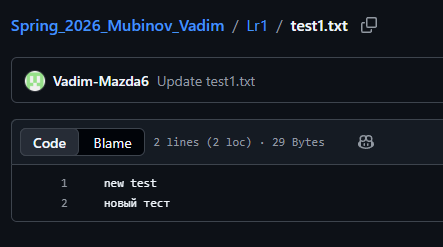 Spring_2026_Mubinov_Vadim / Lr1 / test1.txt
Vadim-Mazda6 Update test1.txt
Code Blame 2 lines (2 loc) · 29 Bytes
1 new test
2 новый тест